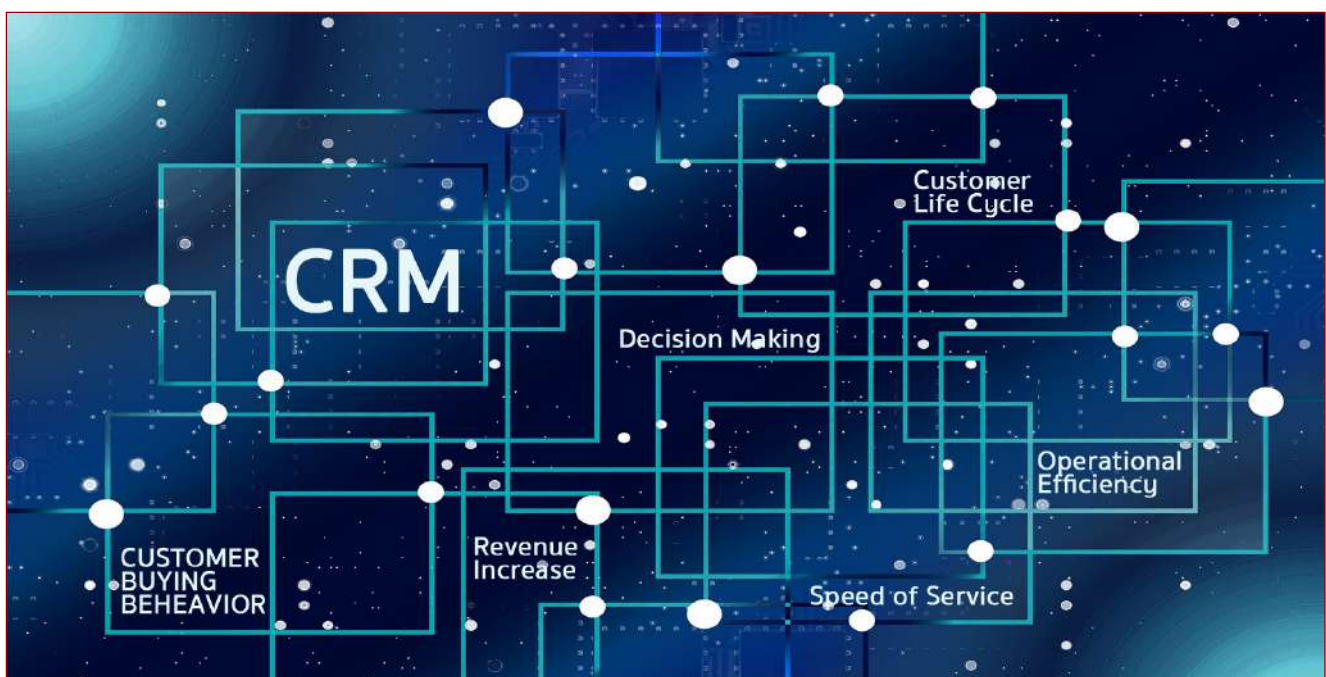 Customer
Life Cycle
CRM
Decision Making
Operational
Efficiency
Revenue
Increase
CUSTOMER
BUYING
BEHEAVIOR
Speed of Service